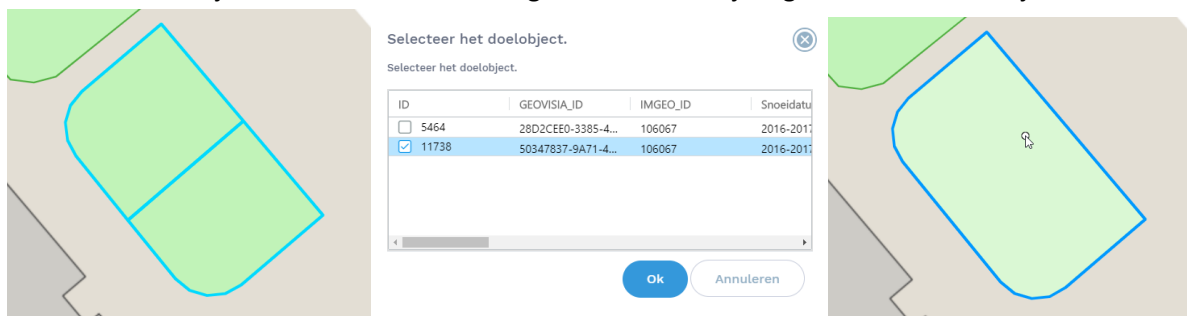 Selecteer het doelobject.
Selecteer het doelobject.
ID GEOVISIA_ID IMGEO_ID Snoeidatu
5464 28D2CEE0-3385-4... 106067 2016-2017
11738 50347837-9A71-4... 106067 2016-2017
Ok Annuleren